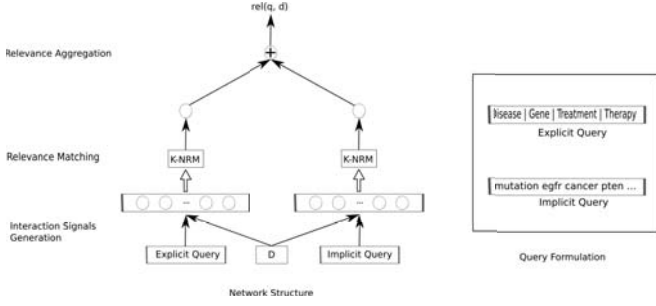 rel(q, d)
+
Relevance Aggregation
Relevance Matching
K-NRM
K-NRM
...
...
Interaction Signals
Generation
Explicit Query
D
Implicit Query
Network Structure
Disease | Gene | Treatment | Therapy
Explicit Query
mutation egfr cancer pten ...
Implicit Query
Query Formulation